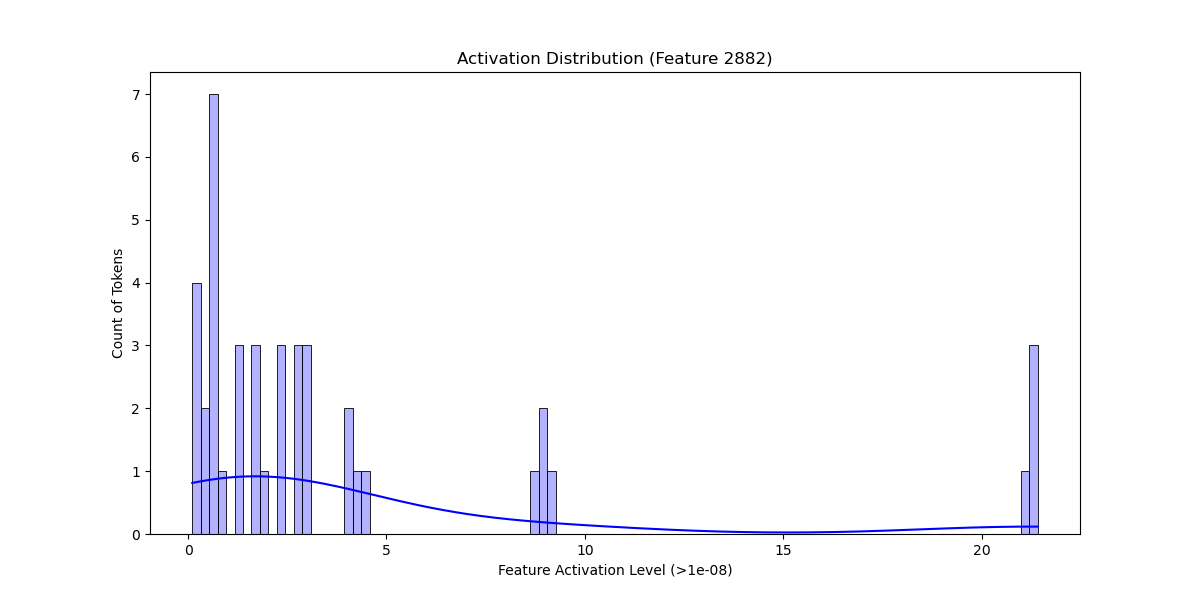 Activation Distribution (Feature 2882)
7
6
5
4
3
2
1
0
Count of Tokens
0 5 10 15 20
Feature Activation Level (>1e-08)